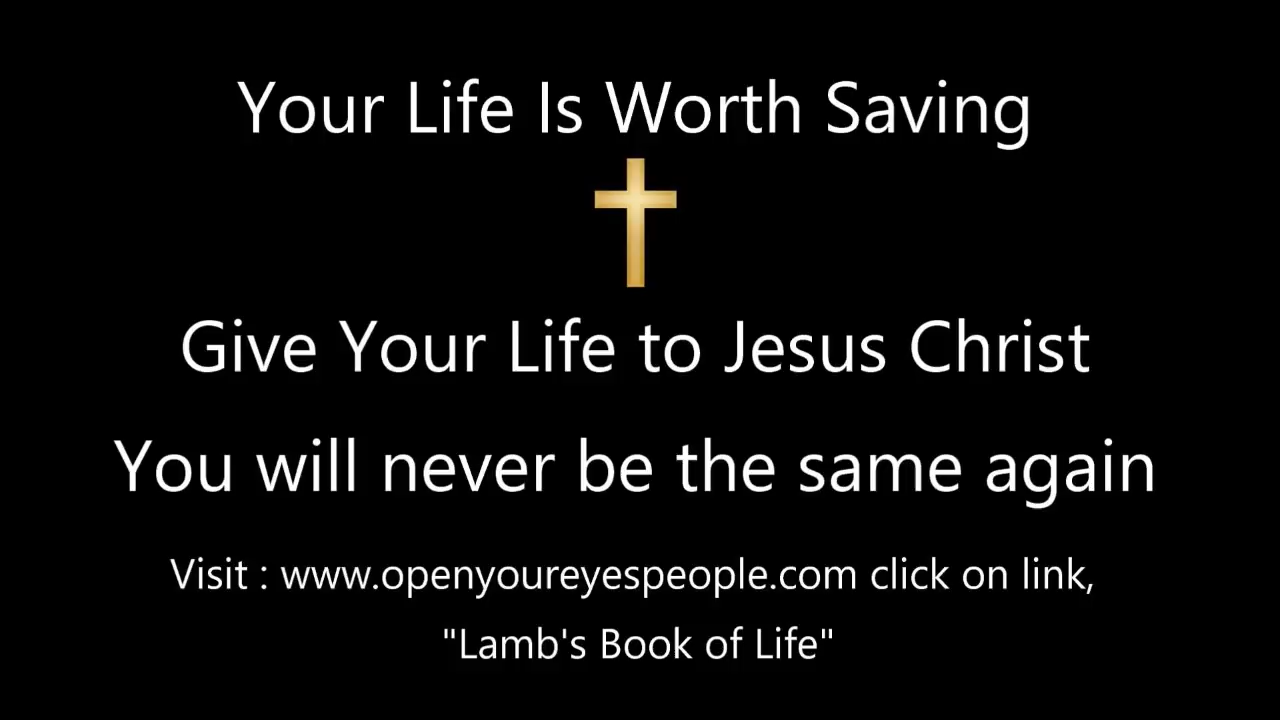 Your Life Is Worth Saving
Give Your Life to Jesus Christ
You will never be the same again
Visit : www.openyoureyespeople.com click on link,
"Lamb's Book of Life"